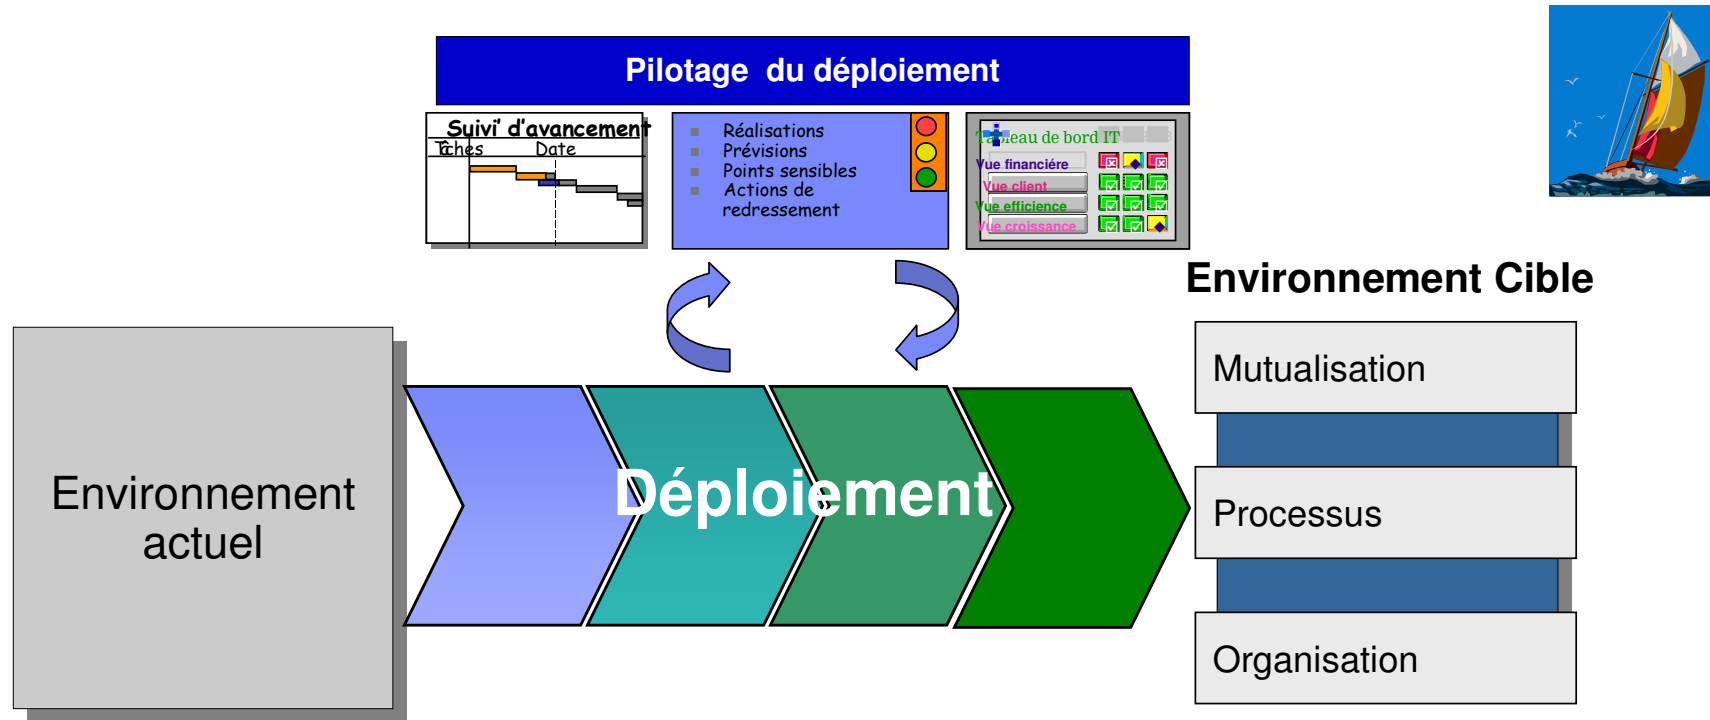 Pilotage du déploiement
Suivi' d'avancement
Tâches Date
Réalisations
Prévisions
Points sensibles
Actions de
redressement
Tableau de bord IT
Vue financiére
Vue client
Vue efficience
Vue croissance
Environnement Cible
Environnement
actuel
Déploiement
Mutualisation
Processus
Organisation